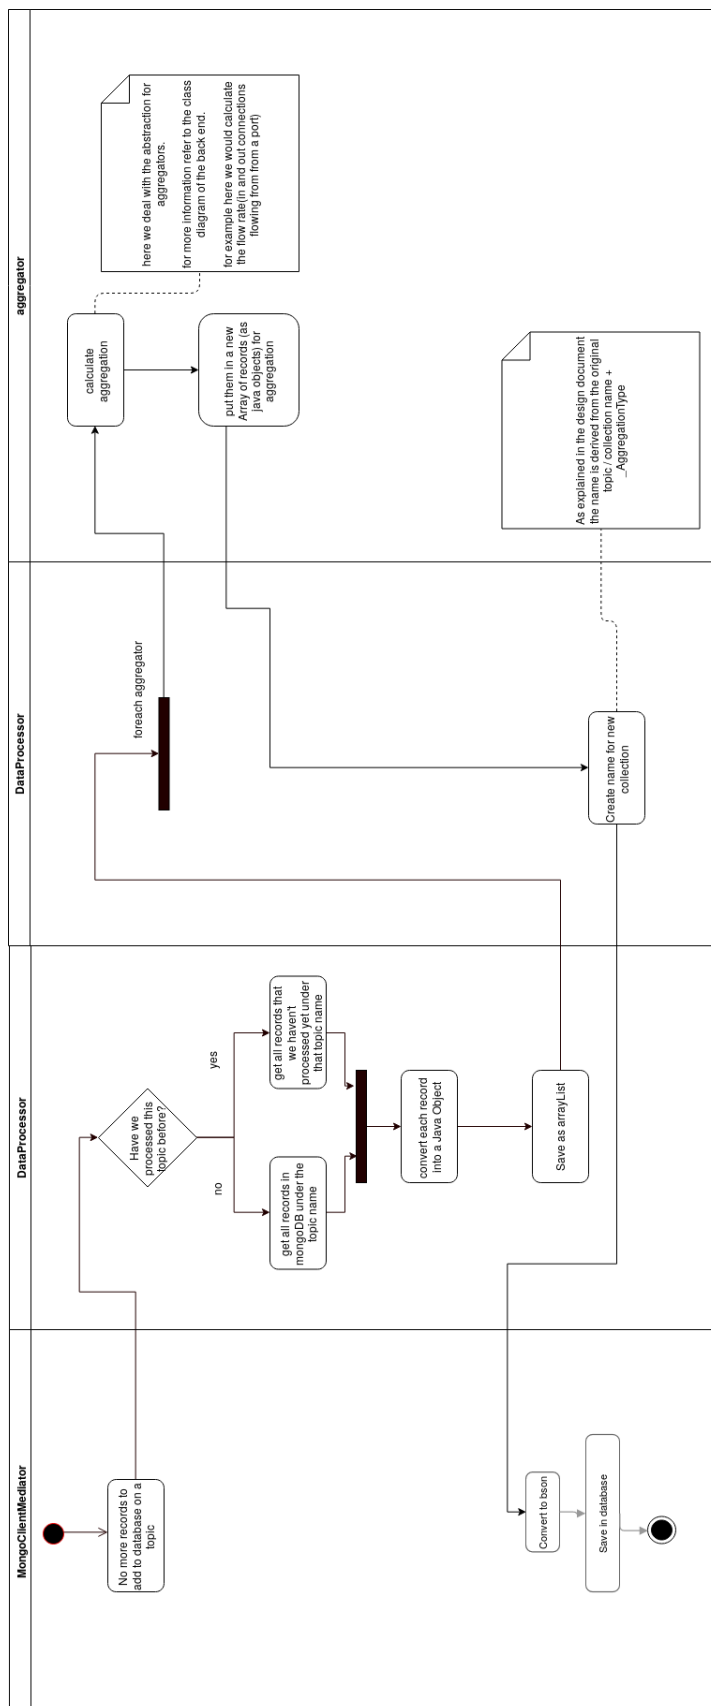 MongoClientMediator
No more records to
add to database on a
topic
Convert to bson
Save in database
DataProcessor
Have we
processed this
topic before?
no
yes
get all records in
mongoDB under the
topic name
get all records that
we haven't
processed yet under
that topic name
convert each record
into a Java Object
Save as arrayList
DataProcessor
foreach aggregator
Create name for new
collection
aggregator
calculate
aggregation
put them in a new
Array of records (as
java objects) for
aggregation
here we deal with the abstraction for
aggregators.
for more information refer to the class
diagram of the back end.
for example here we would calculate
the flow rate(in and out connections
flowing from from a port)
As explained in the design document
the name is derived from the original
topic / collection name +
_AggregationType